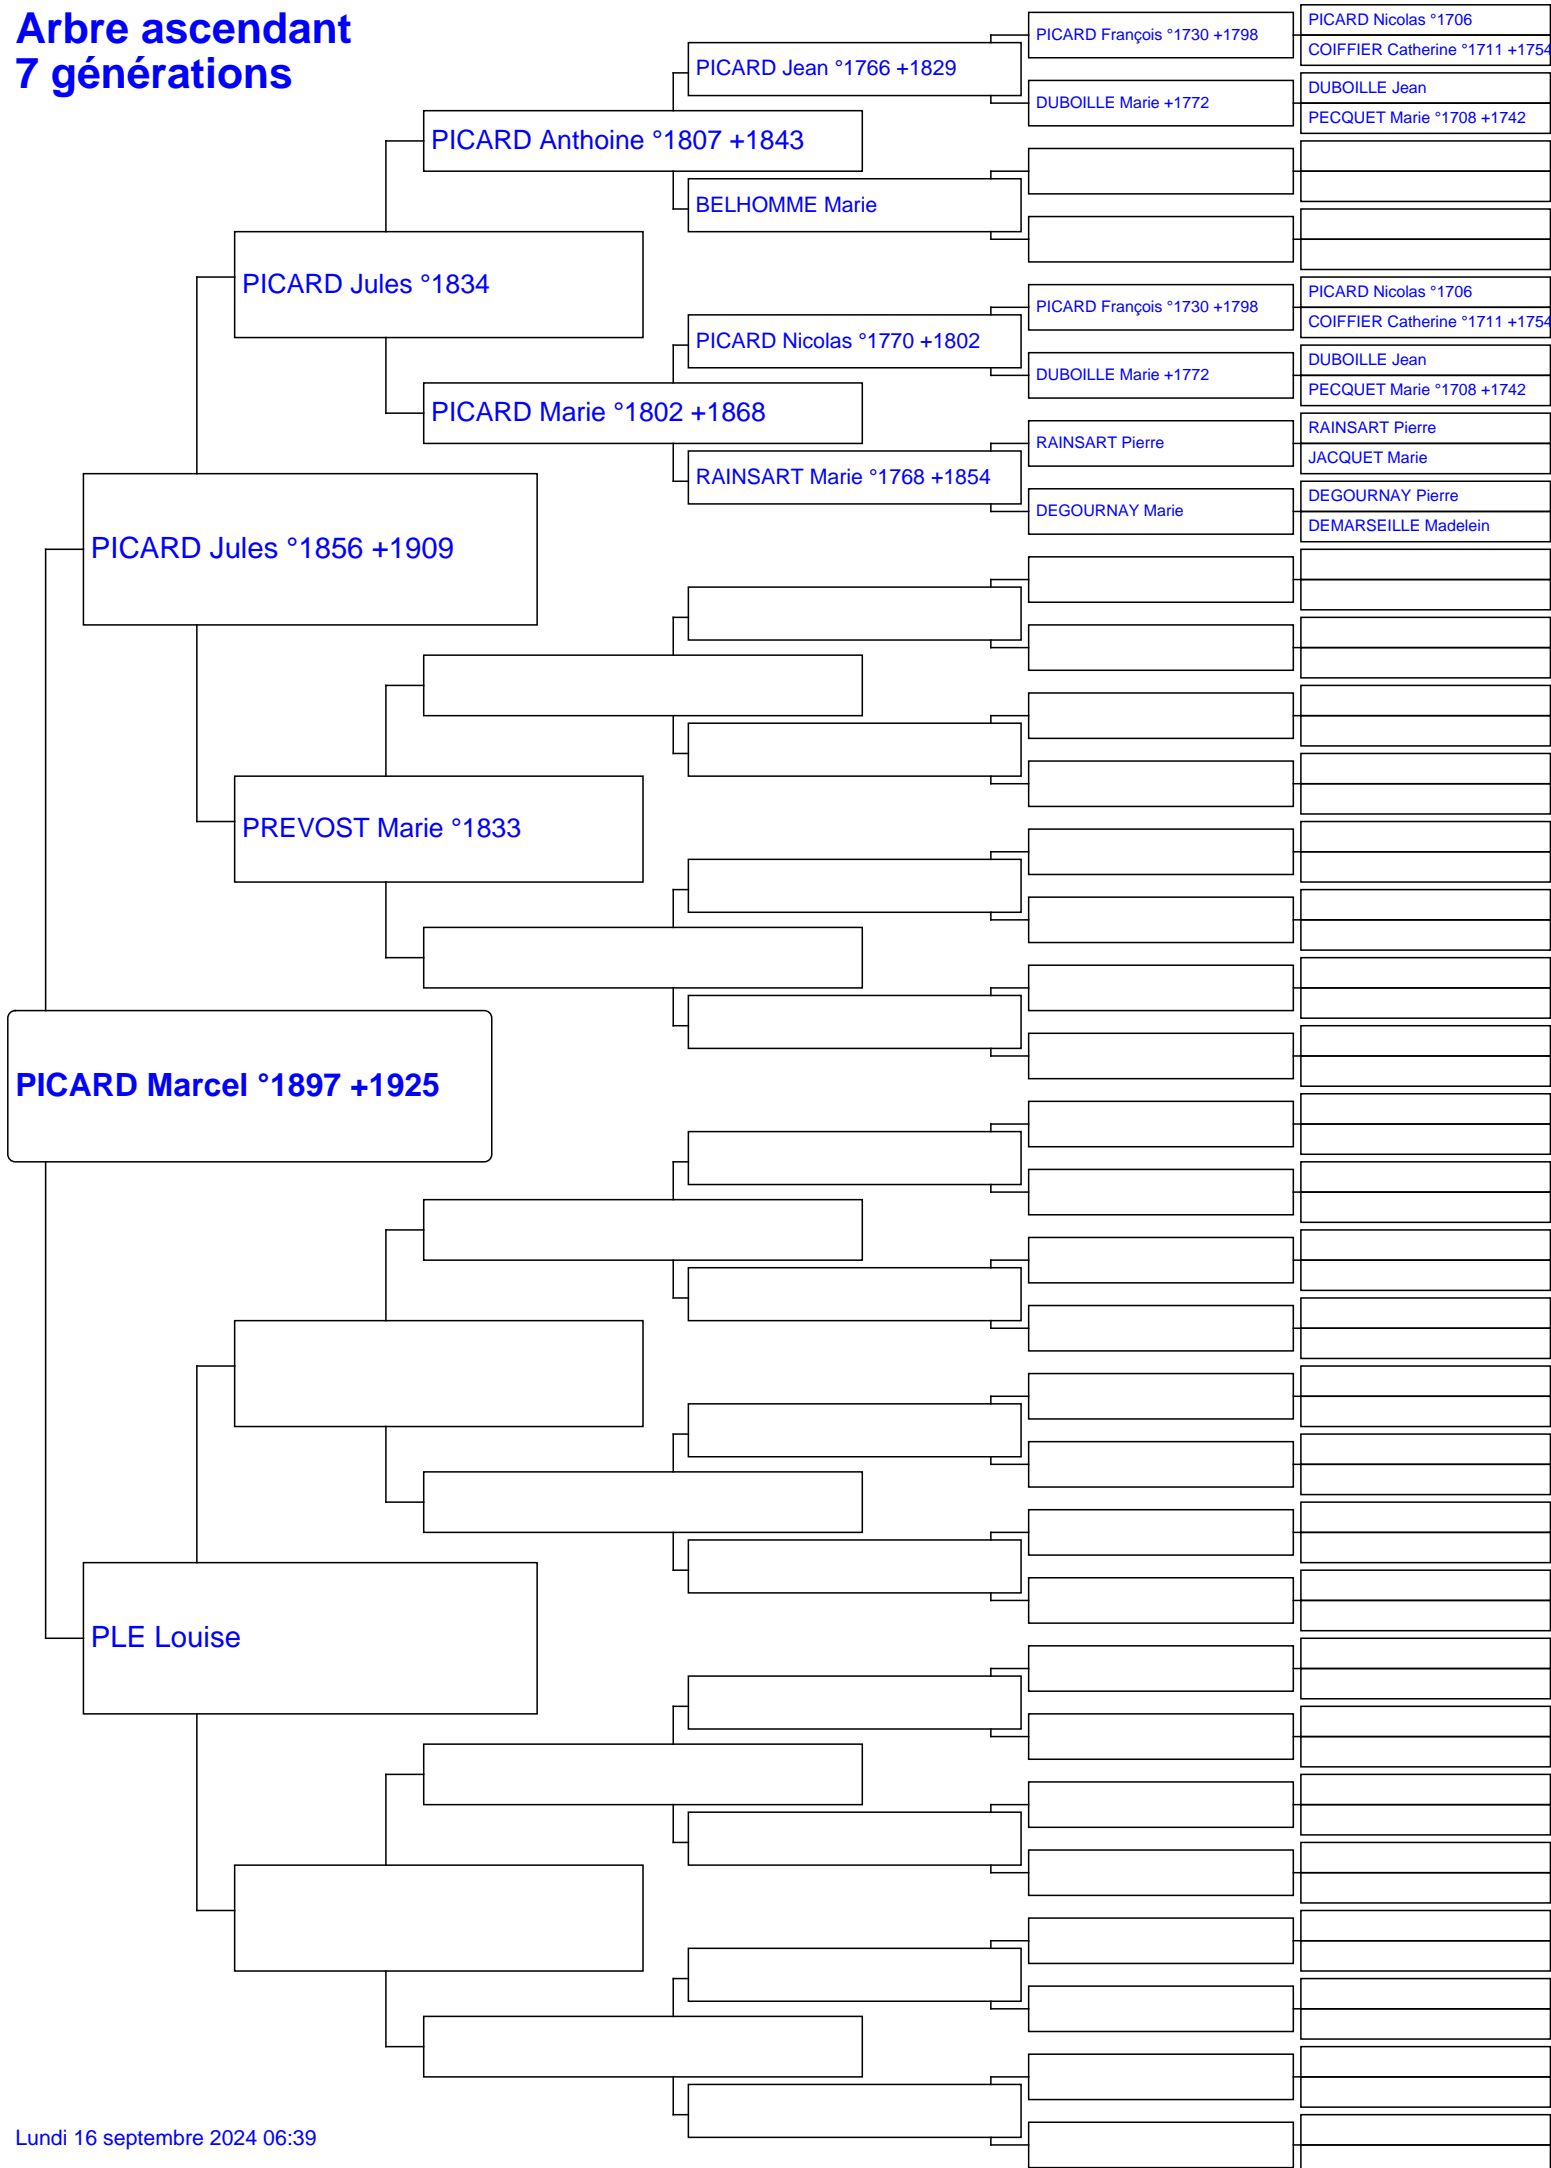 Arbre ascendant
7 générations
PICARD Nicolas °1706
PICARD François °1730 +1798
COIFFIER Catherine °1711 +1754
PICARD Jean °1766 +1829
DUBOILLE Jean
DUBOILLE Marie +1772
PECQUET Marie °1708 +1742
PICARD Anthoine °1807 +1843
BELHOMME Marie
PICARD Jules °1834
PICARD Nicolas °1706
PICARD François °1730 +1798
COIFFIER Catherine °1711 +1754
PICARD Nicolas °1770 +1802
DUBOILLE Jean
DUBOILLE Marie +1772
PECQUET Marie °1708 +1742
PICARD Marie °1802 +1868
RAINSART Pierre
RAINSART Pierre
JACQUET Marie
RAINSART Marie °1768 +1854
DEGOURNAY Pierre
DEGOURNAY Marie
DEMARSEILLE Madelein
PICARD Jules °1856 +1909
PREVOST Marie °1833
PICARD Marcel °1897 +1925
PLE Louise
Lundi 16 septembre 2024 06:39